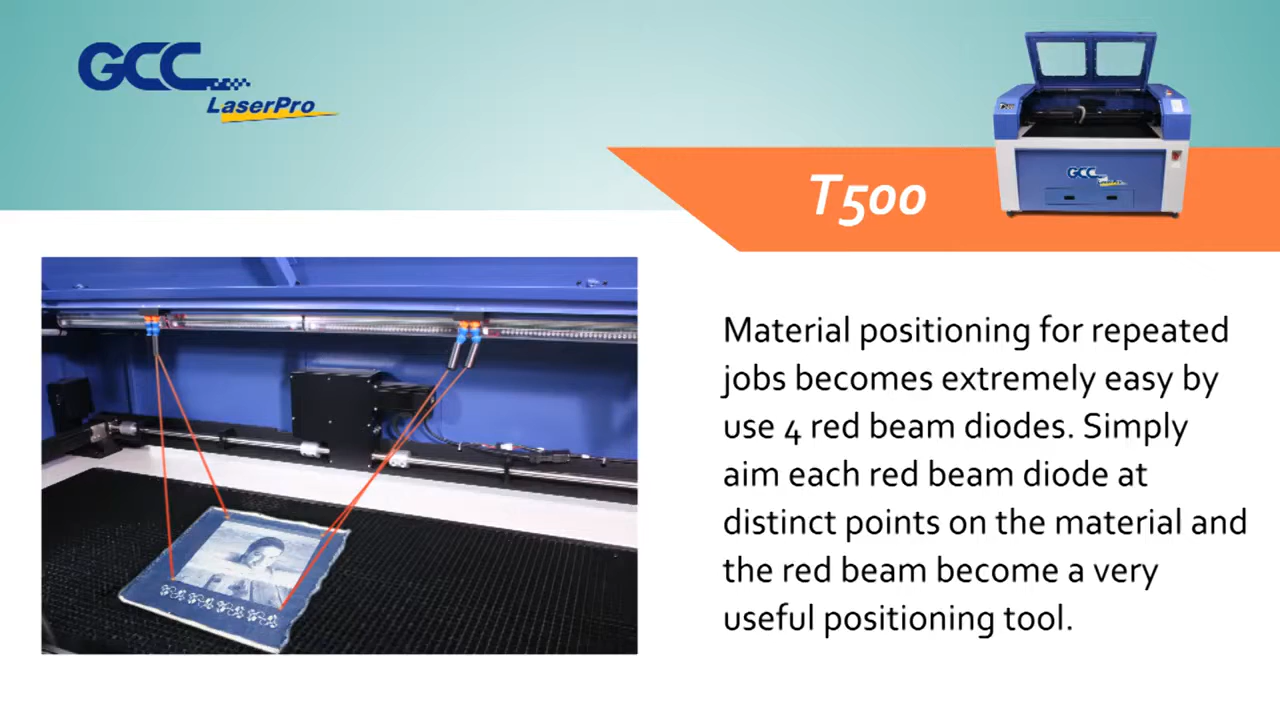 GCC
LaserPro
T500
GCC
Material positioning for repeated
jobs becomes extremely easy by
use 4 red beam diodes. Simply
aim each red beam diode at
distinct points on the material and
the red beam become a very
useful positioning tool.